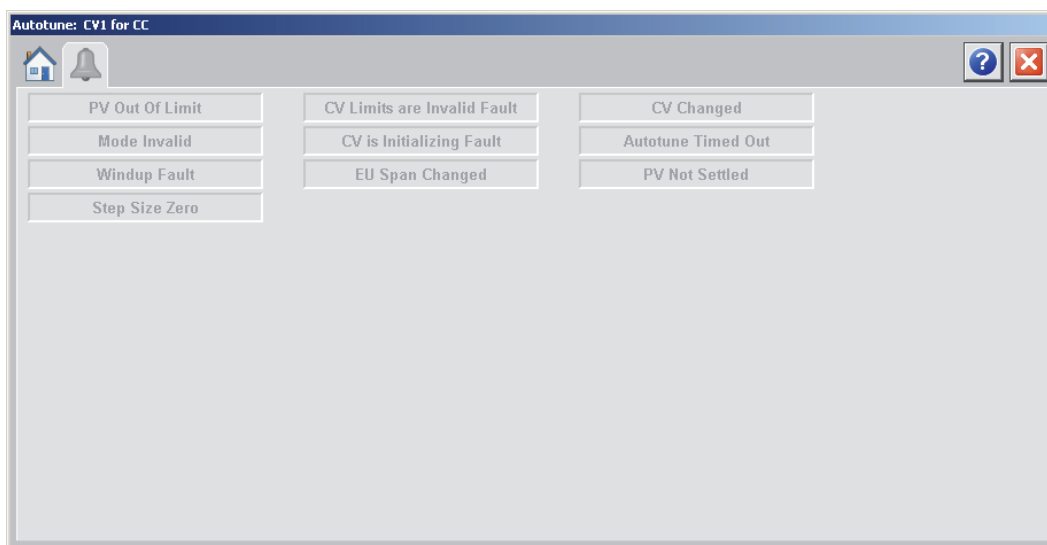 Autotune: CV1 for CC
?
PV Out Of Limit
CV Limits are Invalid Fault
CV Changed
Mode Invalid
CV is Initializing Fault
Autotune Timed Out
Windup Fault
EU Span Changed
PV Not Settled
Step Size Zero